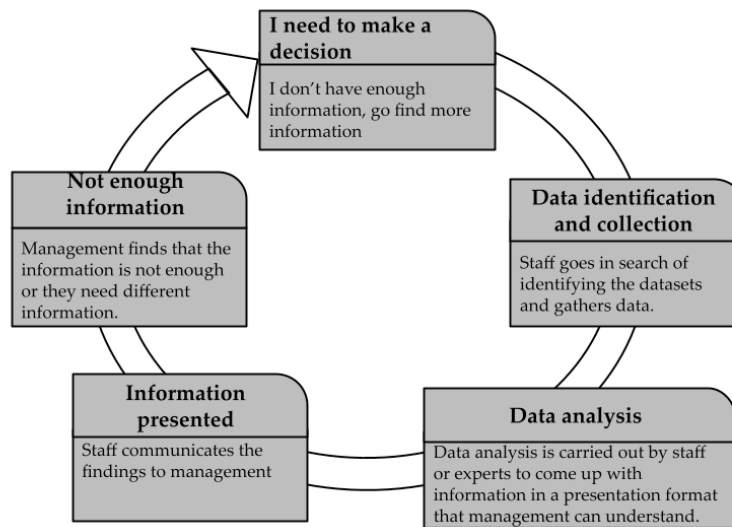 I need to make a
decision
I don't have enough
information, go find more
information
Data identification
and collection
Staff goes in search of
identifying the datasets
and gathers data.
Data analysis
Data analysis is carried out by staff
or experts to come up with
information in a presentation format
that management can understand.
Information
presented
Staff communicates the
findings to management
Not enough
information
Management finds that the
information is not enough
or they need different
information.